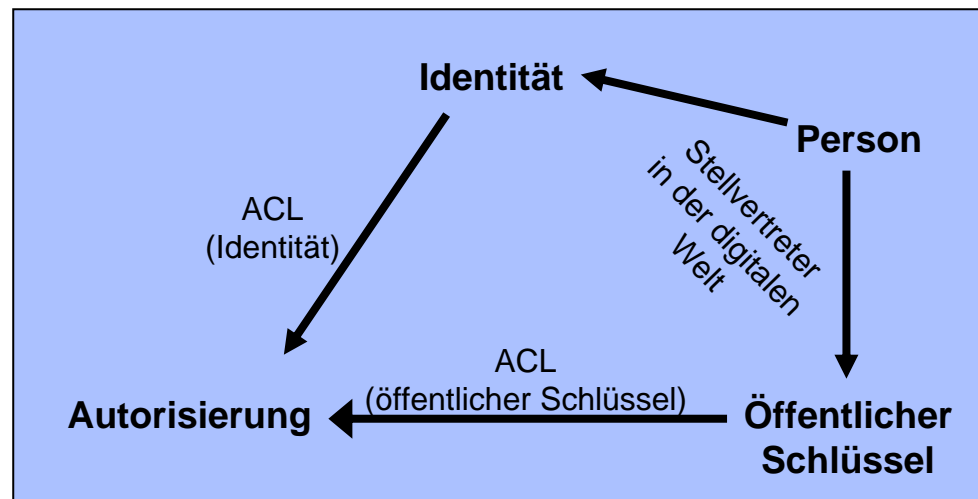 Identität
Person
Stellvertreter
in der digitalen
Welt
ACL
(Identität)
ACL
(öffentlicher Schlüssel)
Autorisierung
Öffentlicher
Schlüssel